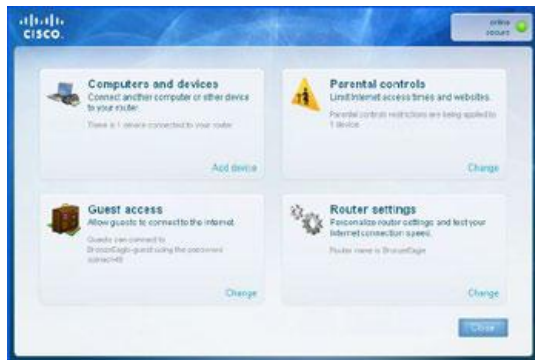 CISCO
online
secure
Computers and devices
Connect another computer or other device
to your router.
There is 1 device connected to your router
Add device
Parental controls
Limit Internet access times and websites.
Parental controls restrictions are being applied to
1 device
Change
Guest access
Allow guests to connect to the internet.
Guests can connect to
BronzeEagle-guest using the password
Change
Router settings
Personalize router settings and test your
internet connection speed.
Router name is BronzeEagle
Change
Close